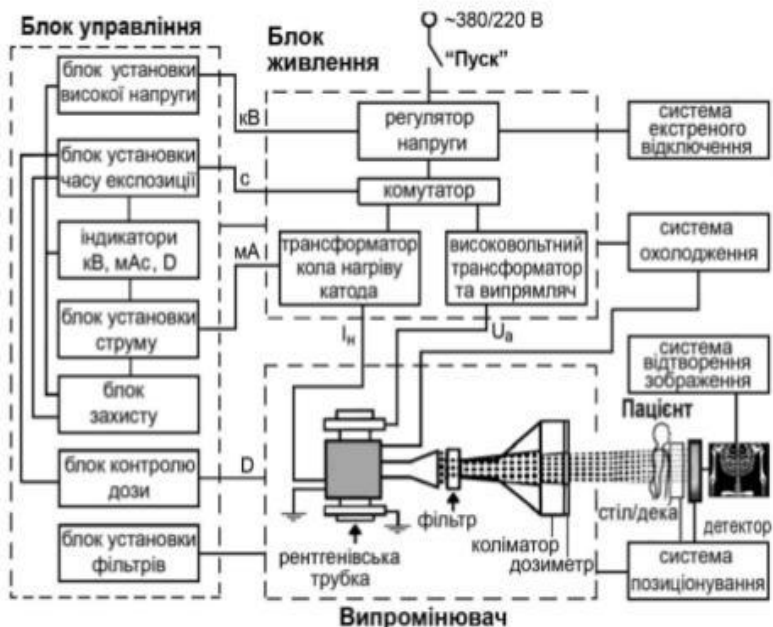 Блок управління
блок установки
високої напруги
блок установки
часу експозиції
індикатори
кВ, мАс, D
блок установки
струму
блок
захисту
блок контролю
дози
блок установки
фільтрів
кВ
с
мА
D
Блок
живлення
~380/220 В
“Пуск”
регулятор
напруги
комутатор
трансформатор
кола нагріву
катода
високовольтний
трансформатор
та випрямляч
Iн
Uа
система
екстреного
відключення
система
охолодження
система
відтворення
зображення
Пацієнт
рентгенівська
трубка
фільтр
коліматор
дозиметр
стіл/дека
детектор
система
позиціонування
Випромінювач